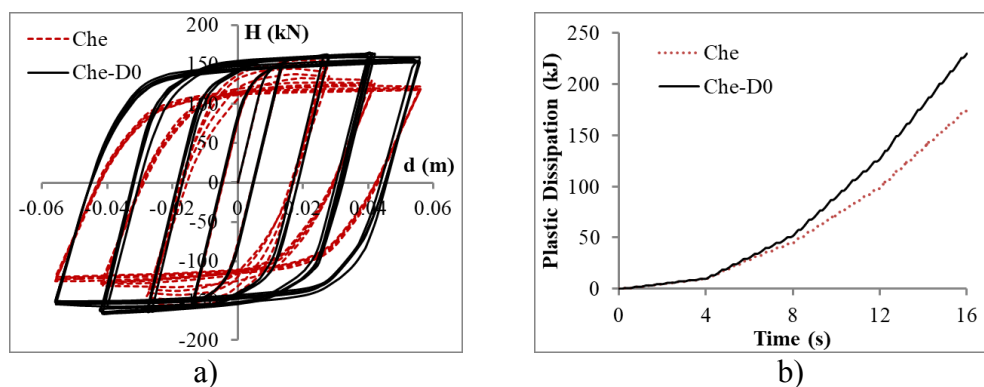 200
H (kN)
Che
Che-D0
150
100
50
d (m)
0
-0.06
-0.04
-0.02
0
0.02
0.04
0.06
-50
-100
-150
-200
a)
250
Che
Che-D0
200
150
100
50
0
Plastic Dissipation (kJ)
0
4
8
12
16
Time (s)
b)